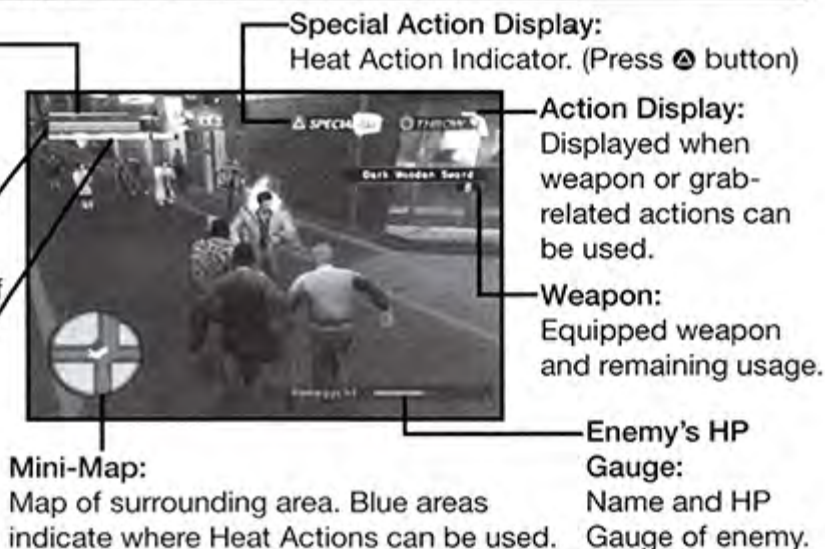 Special Action Display:
Heat Action Indicator. (Press △ button)
△ SPECIAL
○ THROW
Dark Wooden Sword
Action Display:
Displayed when
weapon or grab-
related actions can
be used.
Weapon:
Equipped weapon
and remaining usage.
Enemy's HP
Gauge:
Name and HP
Gauge of enemy.
Mini-Map:
Map of surrounding area. Blue areas
indicate where Heat Actions can be used.